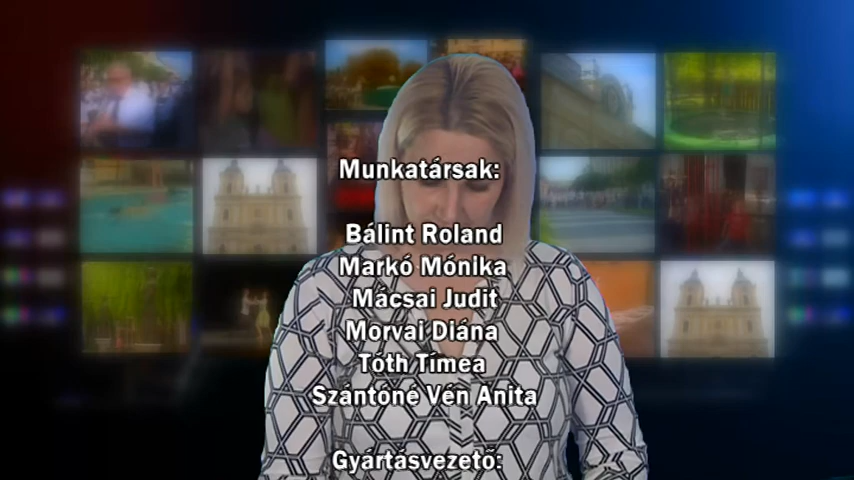 Munkatársak:
Bálint Roland
Markó Mónika
Mácsai Judit
Morvai Diána
Tóth Tímea
Szántóné Vén Anita
Gyártásvezető: